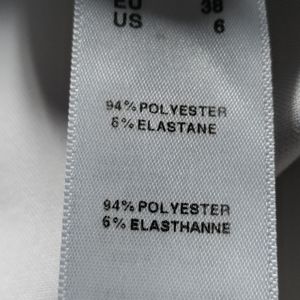 EU 38
US 6
94% POLYESTER
6% ELASTANE
94% POLYESTER
6% ELASTHANNE